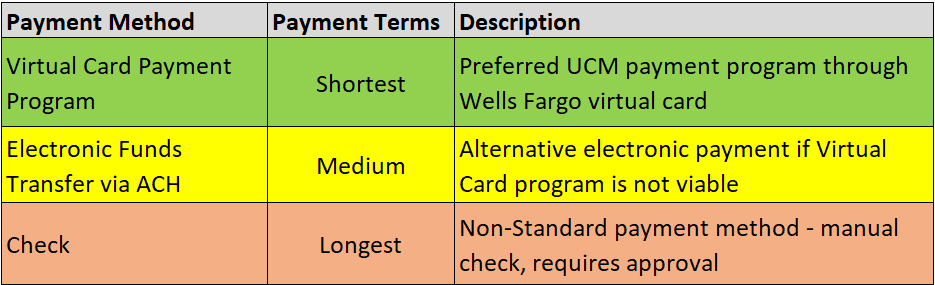 Payment Method Payment Terms Description
Virtual Card Payment
Program
Shortest
Preferred UCM payment program through
Wells Fargo virtual card
Electronic Funds
Transfer via ACH
Medium
Alternative electronic payment if Virtual
Card program is not viable
Check
Longest
Non-Standard payment method - manual
check, requires approval